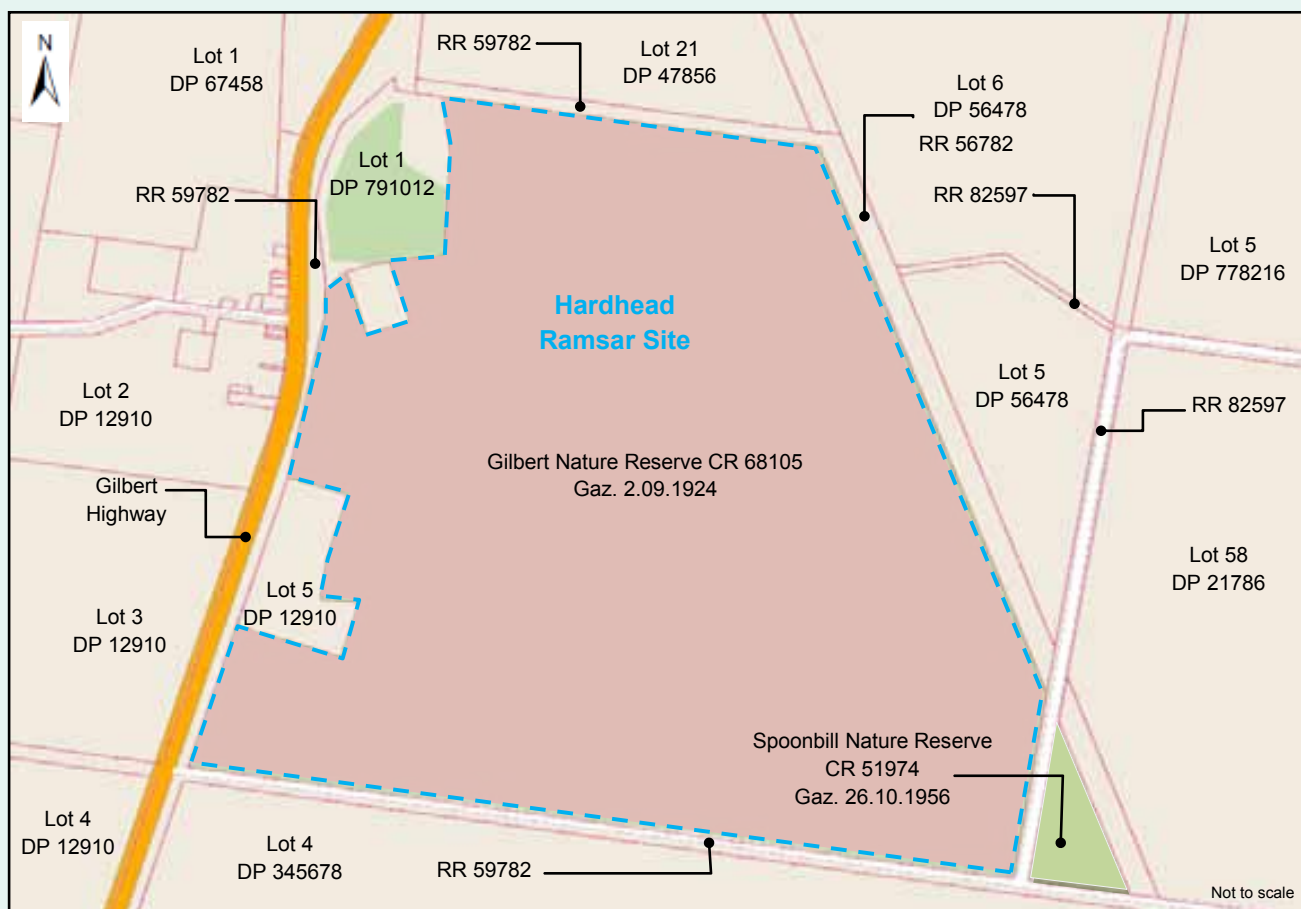 N
Lot 1
DP 67458
RR 59782
Lot 21
DP 47856
Lot 6
DP 56478
RR 56782
Lot 1
DP 791012
RR 59782
RR 82597
Lot 5
DP 778216
Hardhead
Ramsar Site
Lot 2
DP 12910
Lot 5
DP 56478
RR 82597
Gilbert Nature Reserve CR 68105
Gaz. 2.09.1924
Gilbert
Highway
Lot 58
DP 21786
Lot 5
DP 12910
Lot 3
DP 12910
Spoonbill Nature Reserve
CR 51974
Gaz. 26.10.1956
Lot 4
DP 12910
Lot 4
DP 345678
RR 59782
Not to scale